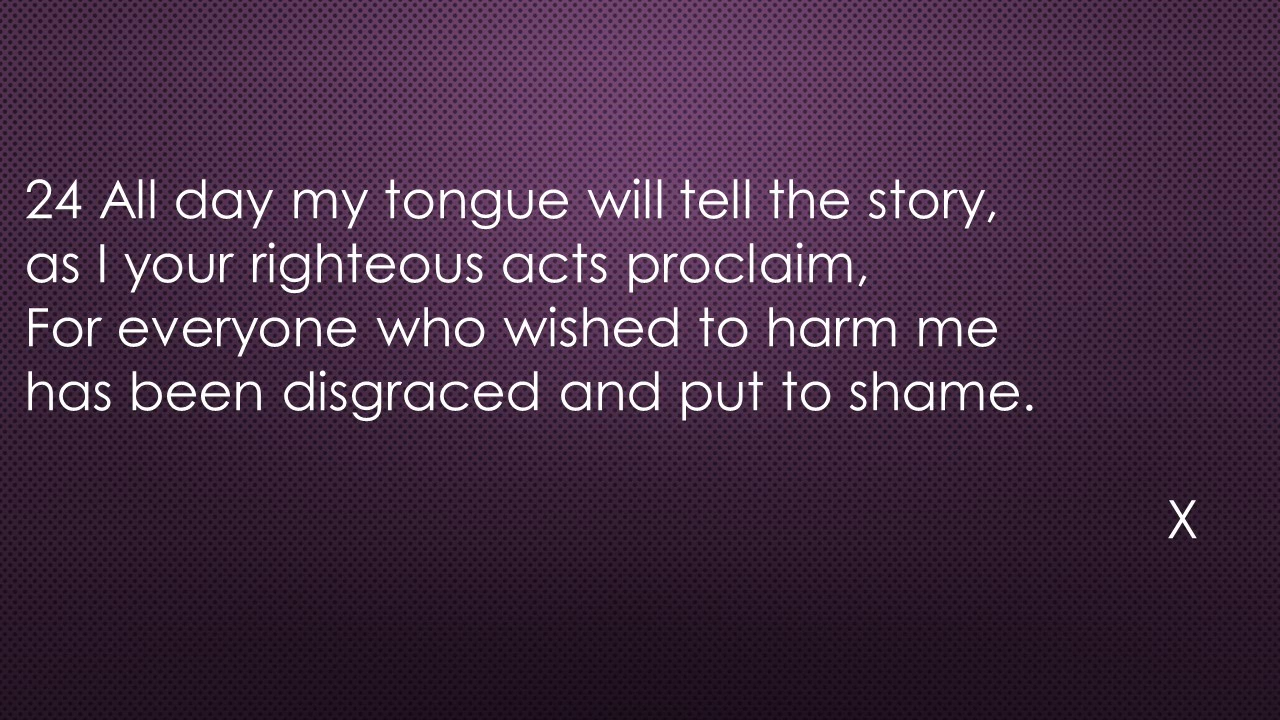 24 All day my tongue will tell the story,
as I your righteous acts proclaim,
For everyone who wished to harm me
has been disgraced and put to shame.
X